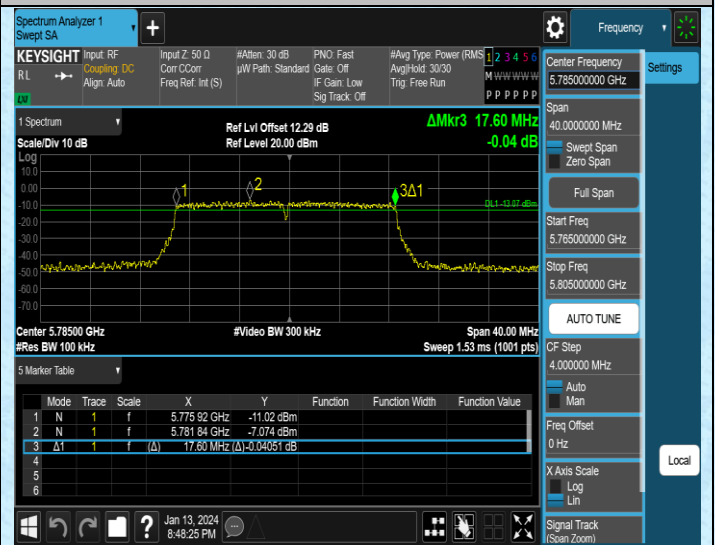 Spectrum Analyzer 1
Swept SA
+
Frequency
KEYSIGHT
RL
LXI
Input: RF
Coupling: DC
Align: Auto
Input Z: 50 Ω
Corr CCorr
Freq Ref: Int (S)
#Atten: 30 dB
µW Path: Standard
PNO: Fast
Gate: Off
IF Gain: Low
Sig Track: Off
#Avg Type: Power (RMS
Avg|Hold: 30/30
Trig: Free Run
1 2 3 4 5 6
M W W W W W
P P P P P P
1 Spectrum
Scale/Div 10 dB
Ref Lvl Offset 12.29 dB
Ref Level 20.00 dBm
ΔMkr3 17.60 MHz
-0.04 dB
Log
10.0
0.00
-10.0
-20.0
-30.0
-40.0
-50.0
-60.0
-70.0
1
2
3Δ1
DL1 -13.07 dBm
Center 5.78500 GHz
#Res BW 100 kHz
#Video BW 300 kHz
Span 40.00 MHz
Sweep 1.53 ms (1001 pts)
5 Marker Table
Mode Trace Scale X Y Function Function Width Function Value
1 N 1 f 5.775 92 GHz -11.02 dBm
2 N 1 f 5.781 84 GHz -7.074 dBm
3 Δ1 1 f (Δ) 17.60 MHz (Δ) -0.04051 dB
4
5
6
Jan 13, 2024
8:48:25 PM
?
Center Frequency
5.785000000 GHz
Span
40.0000000 MHz
Swept Span
Zero Span
Full Span
Start Freq
5.765000000 GHz
Stop Freq
5.805000000 GHz
AUTO TUNE
CF Step
4.000000 MHz
Auto
Man
Freq Offset
0 Hz
X Axis Scale
Log
Lin
Signal Track
(Span Zoom)
Settings
Local